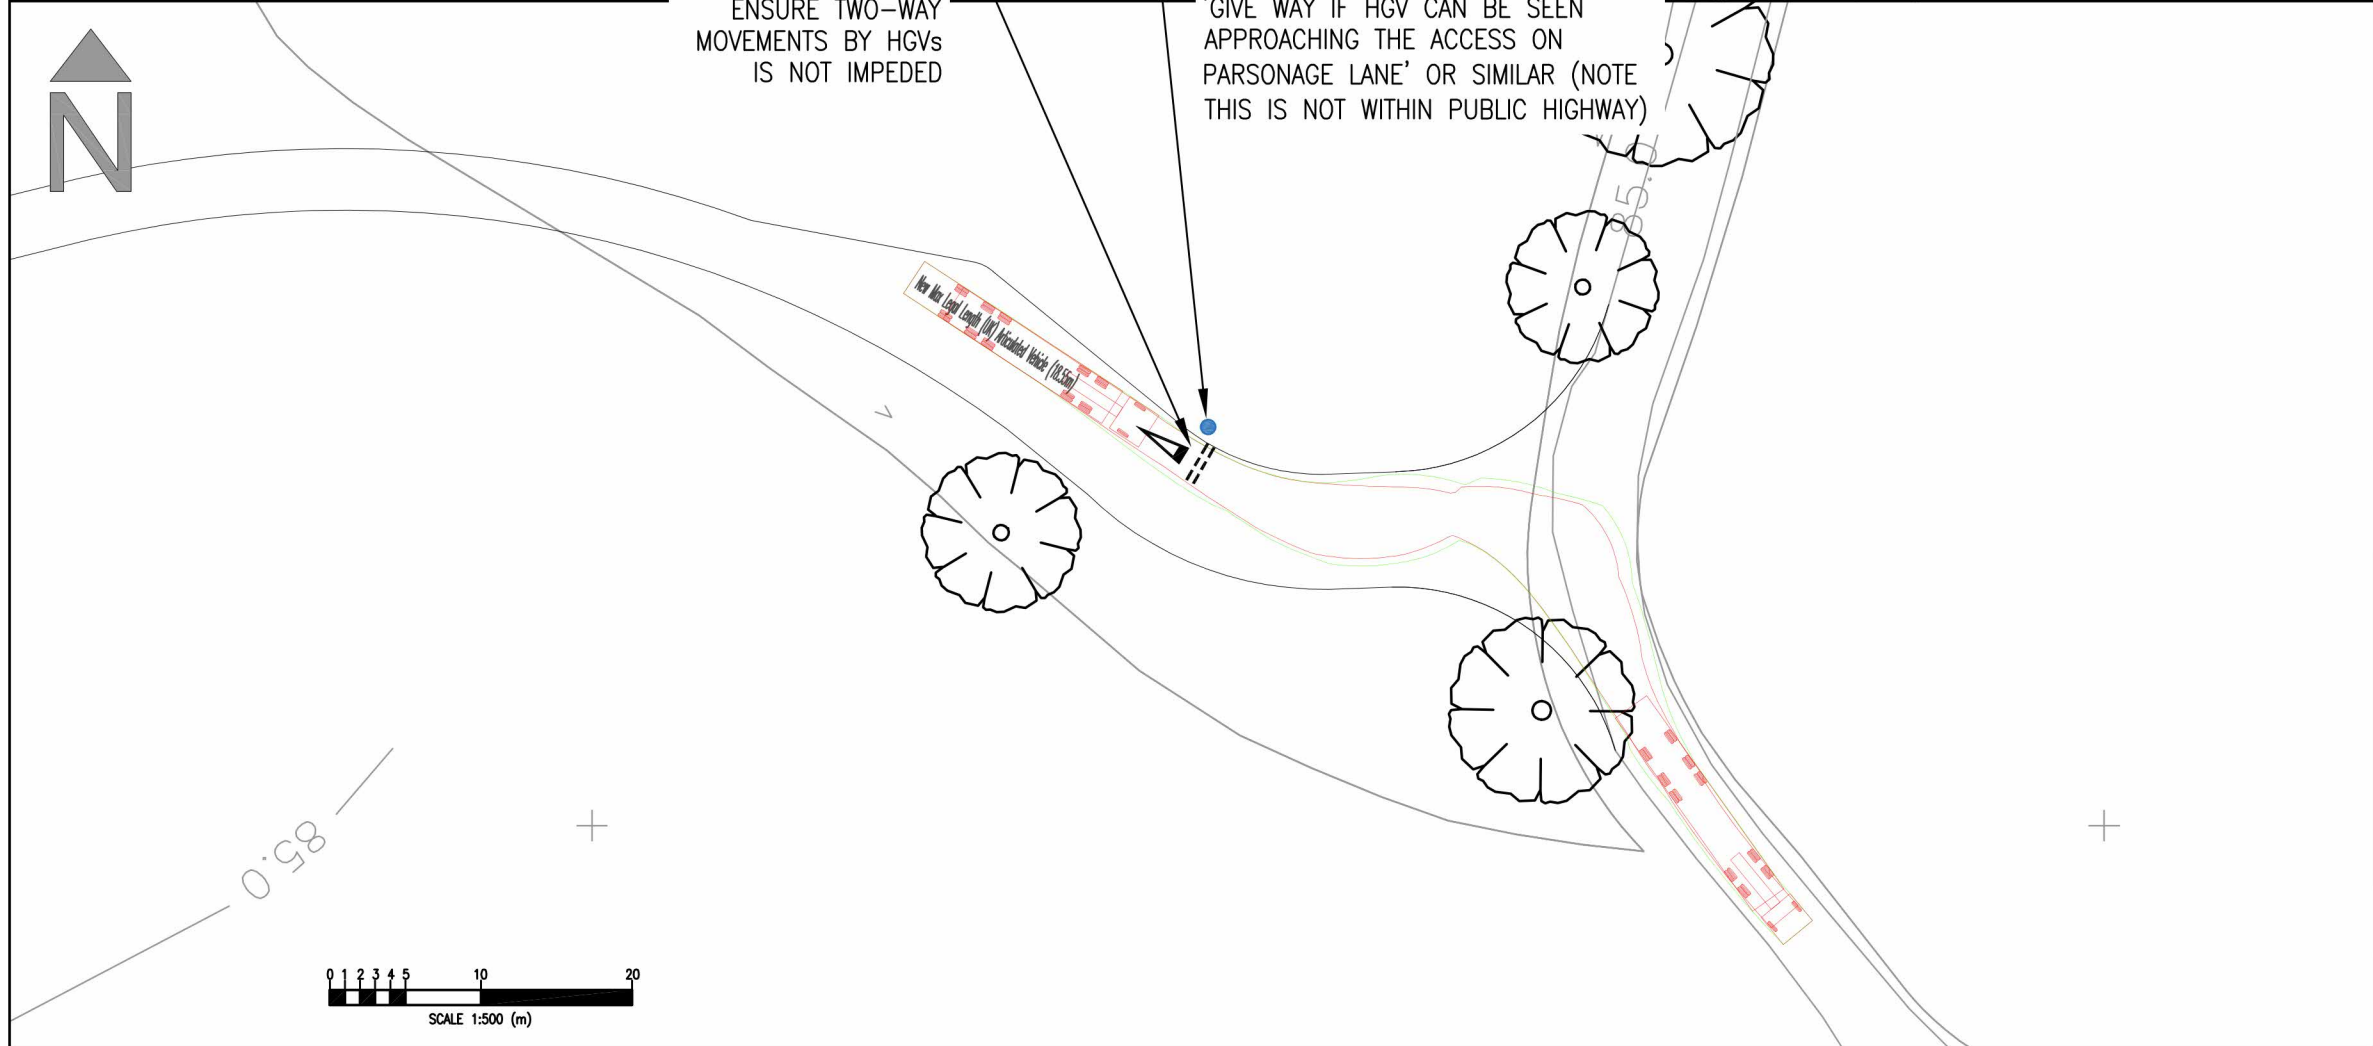 ENSURE TWO-WAY
MOVEMENTS BY HGVs
IS NOT IMPEDED
'GIVE WAY IF HGV CAN BE SEEN
APPROACHING THE ACCESS ON
PARSONAGE LANE' OR SIMILAR (NOTE
THIS IS NOT WITHIN PUBLIC HIGHWAY)
N
85.0
New Max Legal Length (UK) Articulated Vehicle (18.55m)
85.0
0 1 2 3 4 5 10 20
SCALE 1:500 (m)